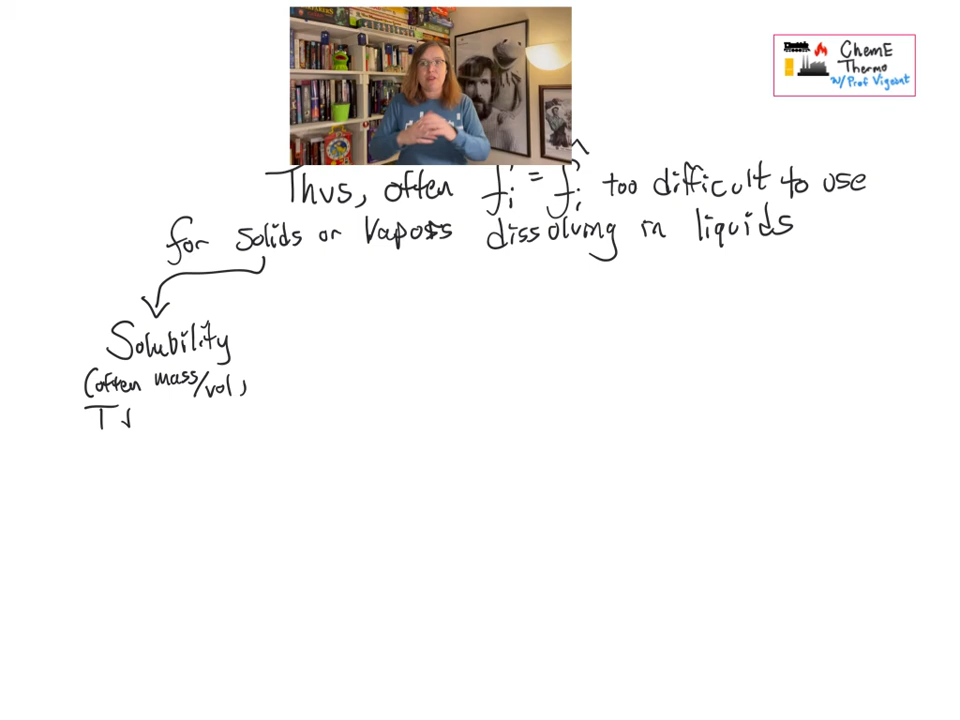 ChemE
Thermo
w/ Prof Vigeant
Thus, often fi = f̂i too difficult to use
for solids or vapors dissolving in liquids
Solubility
(often mass/vol)
T